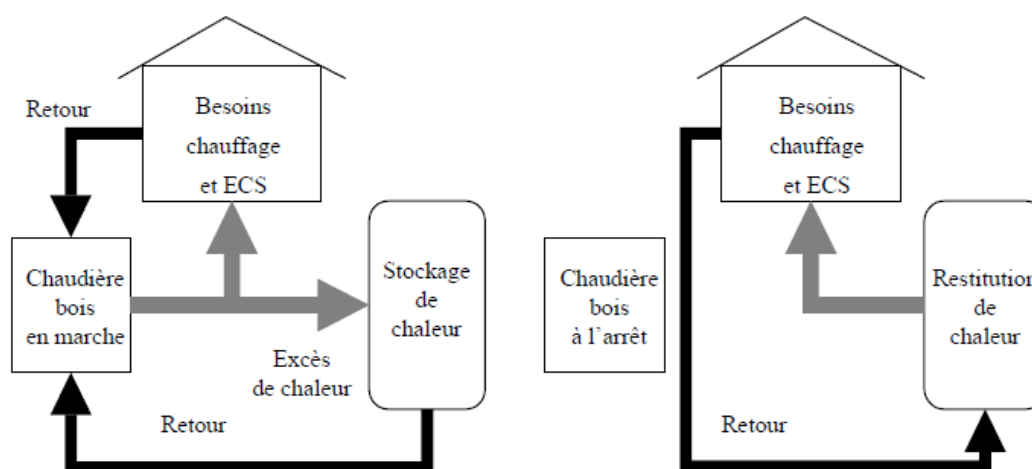 Retour
Besoins
chauffage
et ECS
Chaudière
bois
en marche
Stockage
de
chaleur
Excès
de chaleur
Retour
Besoins
chauffage
et ECS
Chaudière
bois
à l'arrêt
Restitution
de
chaleur
Retour